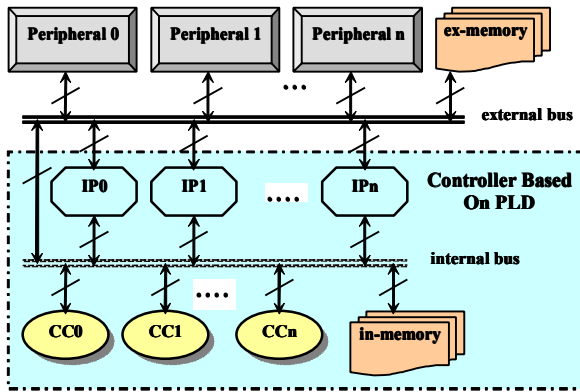 Peripheral 0 Peripheral 1 Peripheral n ex-memory
...
external bus
IP0 IP1 .... IPn Controller Based
On PLD
internal bus
....
CC0 CC1 CCn in-memory